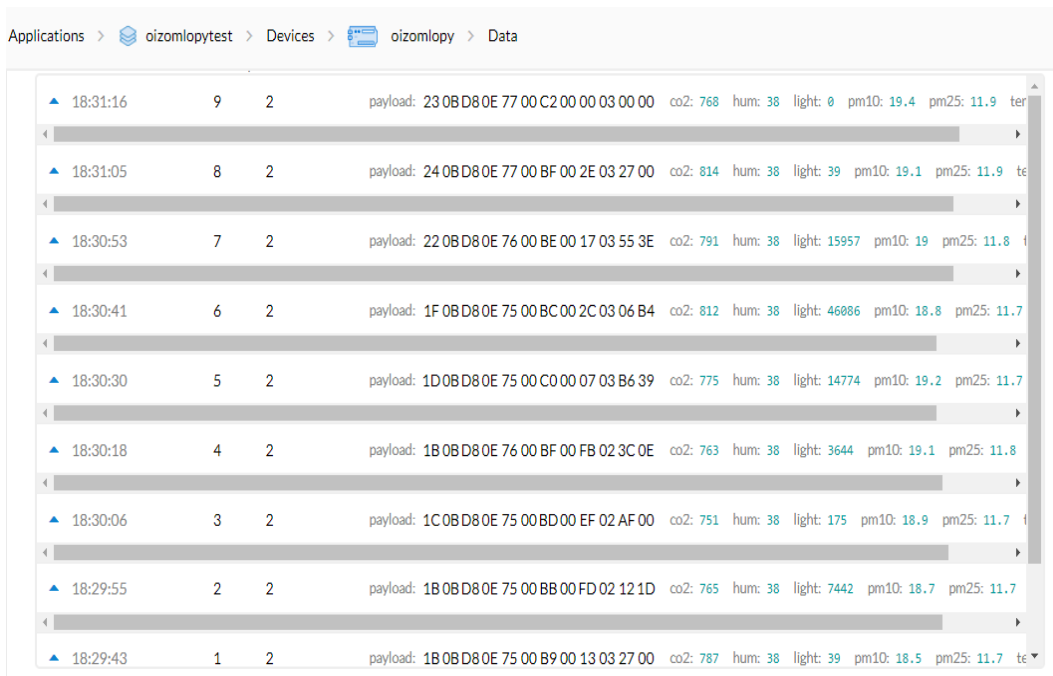 Applications > oizomlopytest > Devices > oizomlopy > Data
18:31:16 9 2 payload: 23 0B D8 0E 77 00 C2 00 00 03 00 00 co2: 768 hum: 38 light: 0 pm10: 19.4 pm25: 11.9 ter
18:31:05 8 2 payload: 24 0B D8 0E 77 00 BF 00 2E 03 27 00 co2: 814 hum: 38 light: 39 pm10: 19.1 pm25: 11.9 te
18:30:53 7 2 payload: 22 0B D8 0E 76 00 BE 00 17 03 55 3E co2: 791 hum: 38 light: 15957 pm10: 19 pm25: 11.8 t
18:30:41 6 2 payload: 1F 0B D8 0E 75 00 BC 00 2C 03 06 B4 co2: 812 hum: 38 light: 46086 pm10: 18.8 pm25: 11.7
18:30:30 5 2 payload: 1D 0B D8 0E 75 00 C0 00 07 03 B6 39 co2: 775 hum: 38 light: 14774 pm10: 19.2 pm25: 11.7
18:30:18 4 2 payload: 1B 0B D8 0E 76 00 BF 00 FB 02 3C 0E co2: 763 hum: 38 light: 3644 pm10: 19.1 pm25: 11.8
18:30:06 3 2 payload: 1C 0B D8 0E 75 00 BD 00 EF 02 AF 00 co2: 751 hum: 38 light: 175 pm10: 18.9 pm25: 11.7 t
18:29:55 2 2 payload: 1B 0B D8 0E 75 00 BB 00 FD 02 12 1D co2: 765 hum: 38 light: 7442 pm10: 18.7 pm25: 11.7
18:29:43 1 2 payload: 1B 0B D8 0E 75 00 B9 00 13 03 27 00 co2: 787 hum: 38 light: 39 pm10: 18.5 pm25: 11.7 te